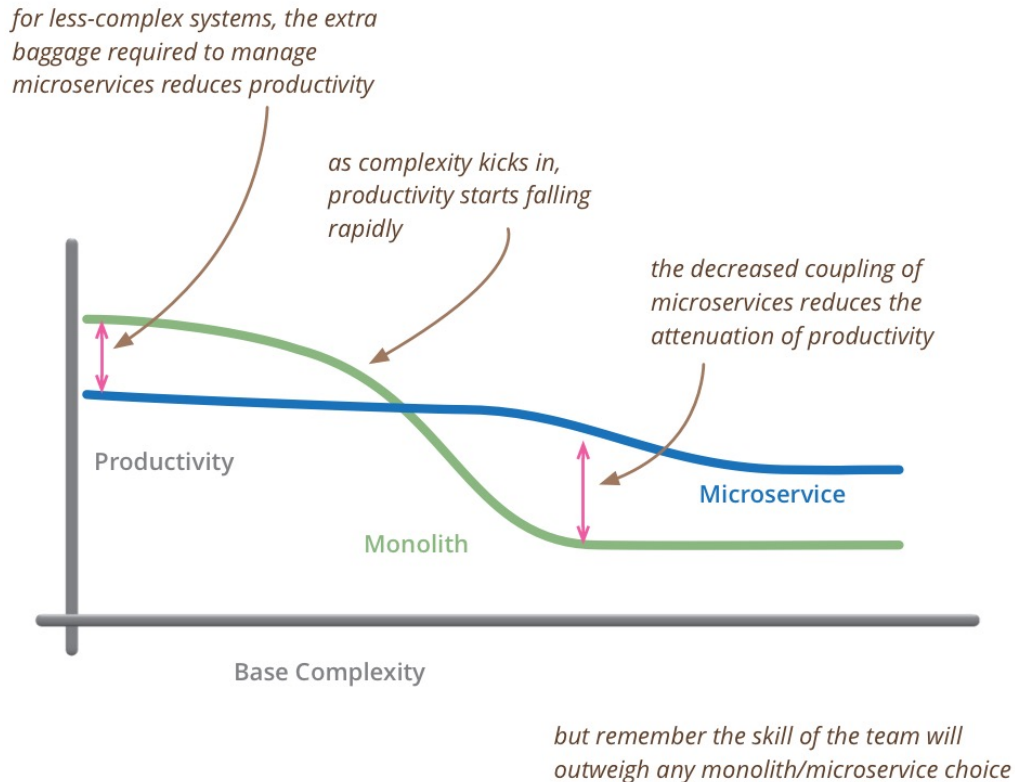 for less-complex systems, the extra
baggage required to manage
microservices reduces productivity
as complexity kicks in,
productivity starts falling
rapidly
the decreased coupling of
microservices reduces the
attenuation of productivity
Productivity
Microservice
Monolith
Base Complexity
but remember the skill of the team will
outweigh any monolith/microservice choice